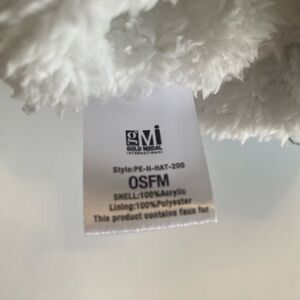 gMi
GOLD MEDAL
INTERNATIONAL
Style:PE-H-HAT-200
OSFM
SHELL:100%Acrylic
Lining:100%Polyester
This product contains faux fur